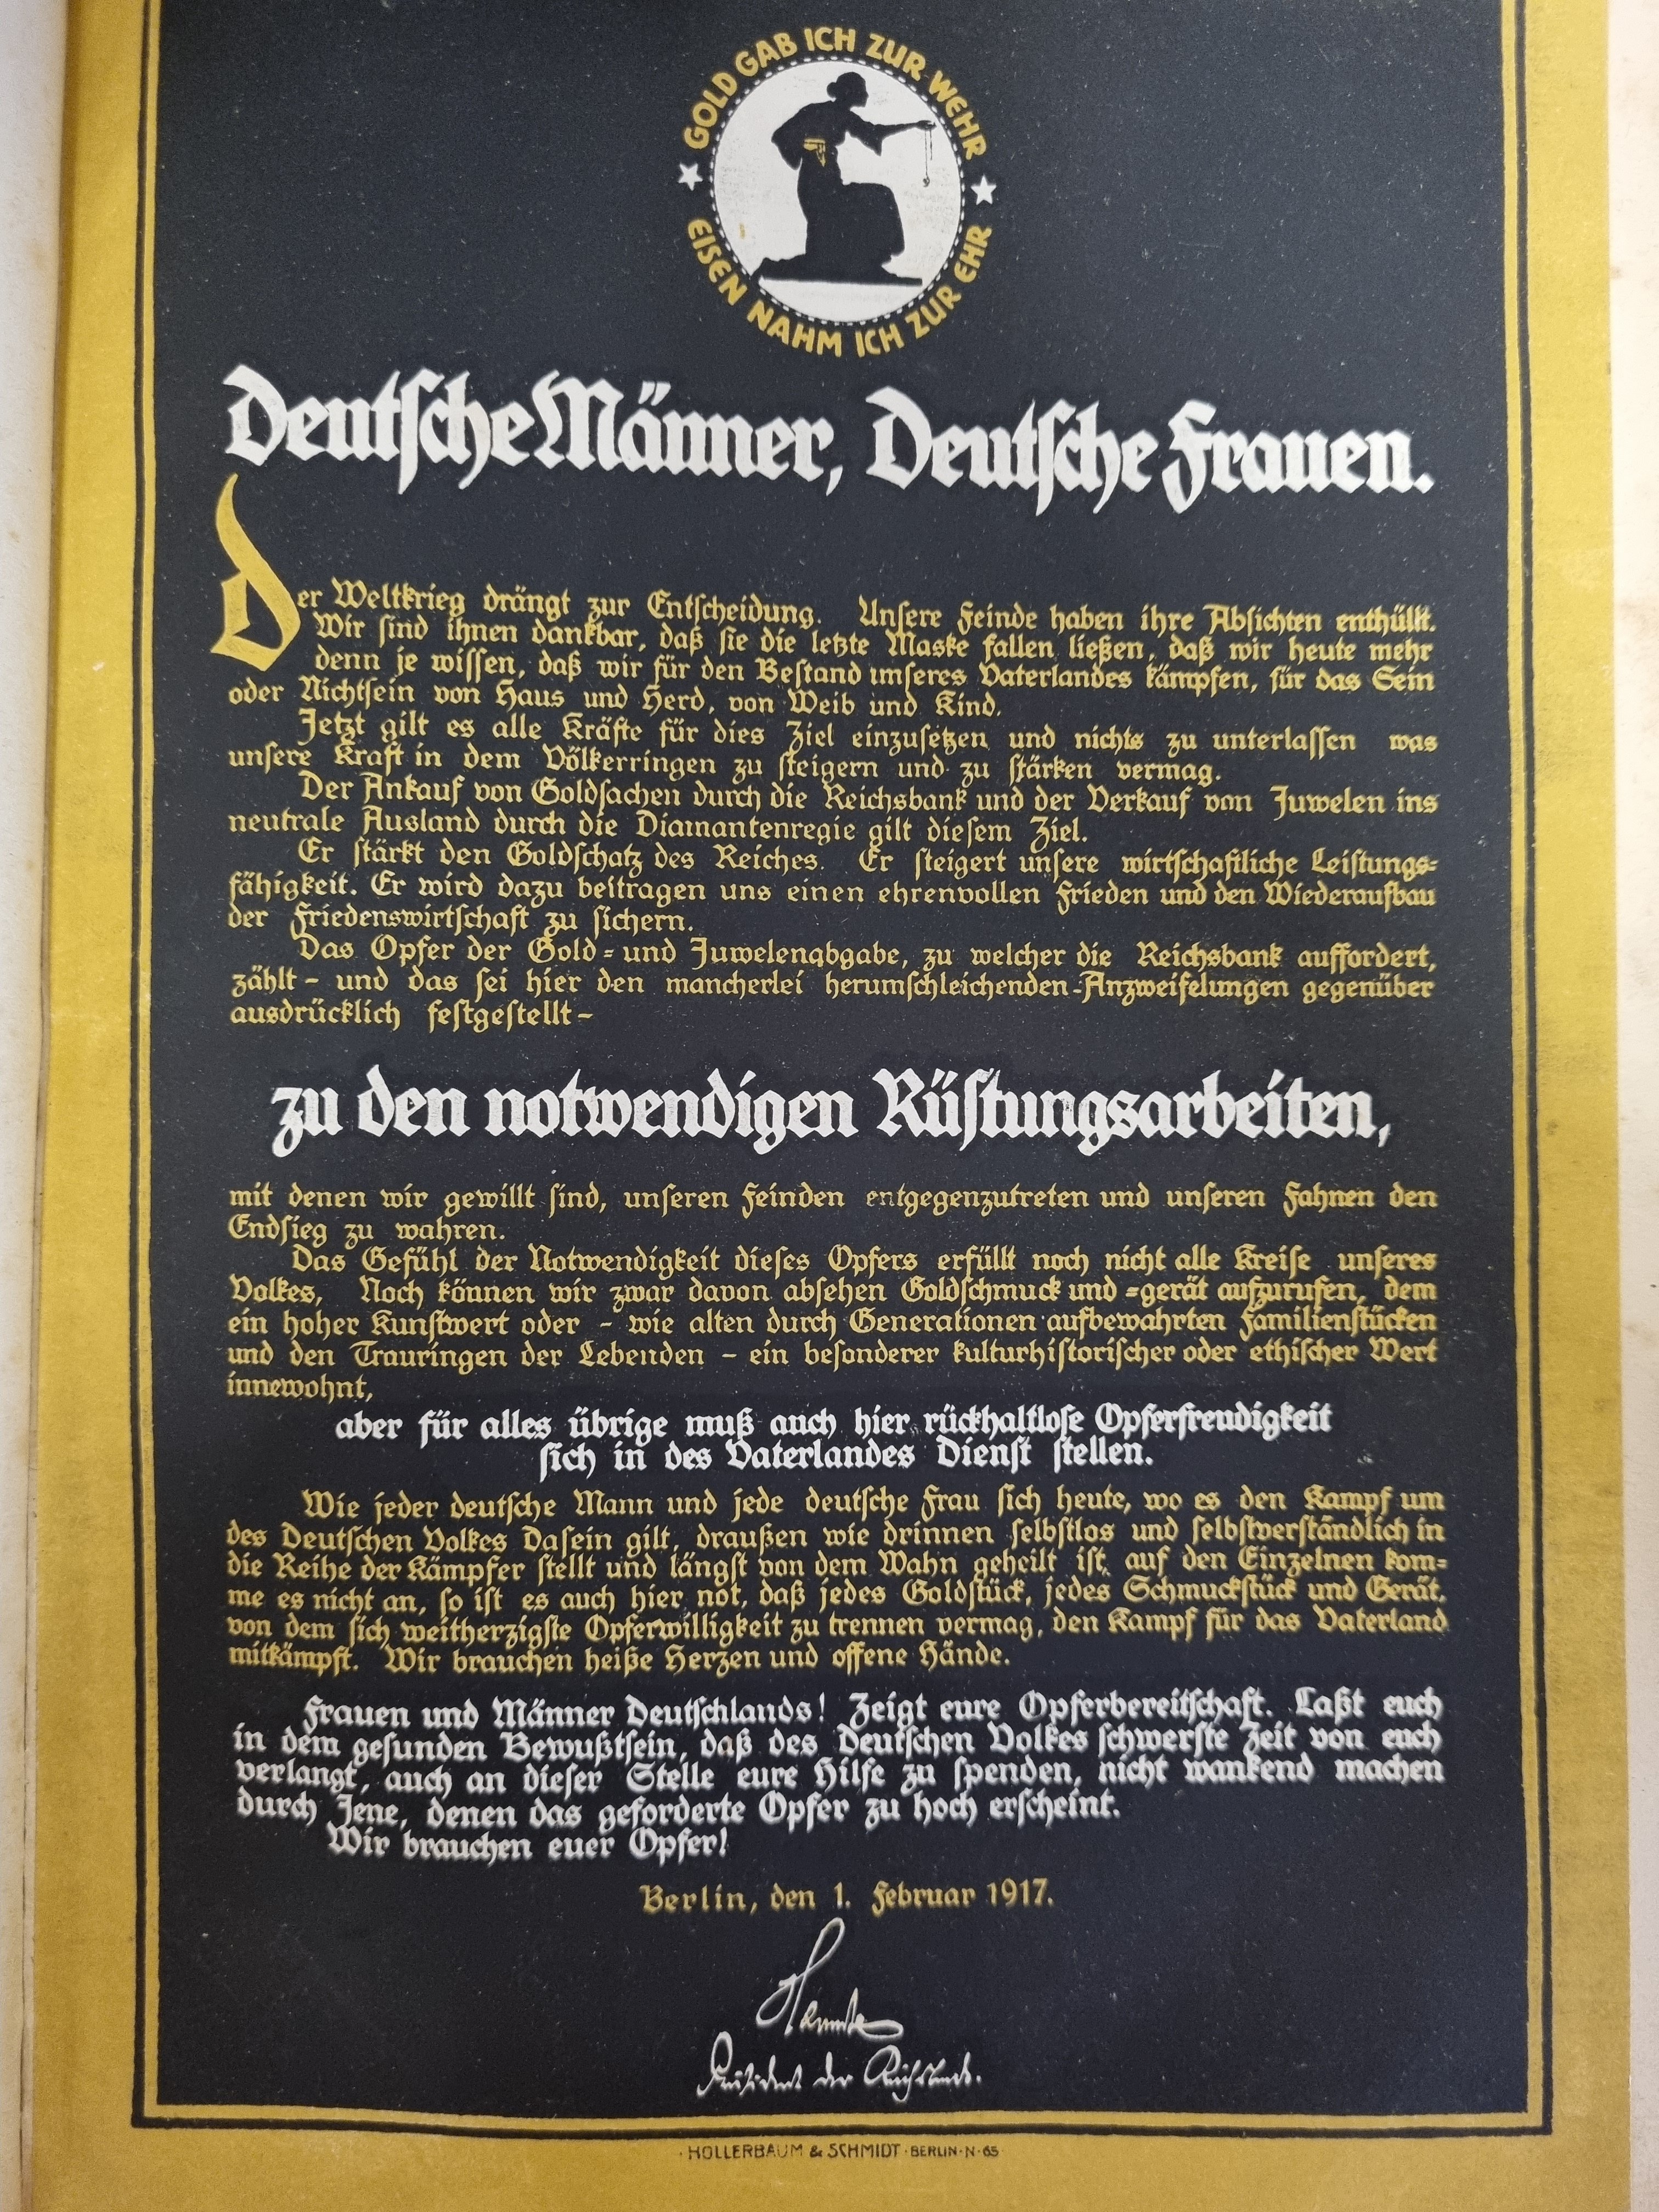 GOLD GAB ICH ZUR WEHR
EISEN NAHM ICH ZUR EHR
Deutsche Männer, Deutsche Frauen.
Der Weltkrieg drängt zur Entscheidung. Unsere Feinde haben ihre Absichten enthüllt.
Wir sind ihnen dankbar, daß sie die letzte Maske fallen ließen, daß wir heute mehr
denn je wissen, daß wir für den Bestand unseres Vaterlandes kämpfen, für das Sein
oder Nichtsein von Haus und Herd, von Weib und Kind.
Jetzt gilt es alle Kräfte für dies Ziel einzusetzen und nichts zu unterlassen was
unsere Kraft in dem Völkerringen zu steigern und zu stärken vermag.
Der Ankauf von Goldsachen durch die Reichsbank und der Verkauf von Juwelen ins
neutrale Ausland durch die Diamantenregie gilt diesem Ziel.
Er stärkt den Goldschatz des Reiches. Er steigert unsere wirtschaftliche Leistungs-
fähigkeit. Er wird dazu beitragen uns einen ehrenvollen Frieden und den Wiederaufbau
der Friedenswirtschaft zu sichern.
Das Opfer der Gold- und Juwelenabgabe, zu welcher die Reichsbank auffordert,
zählt - und das sei hier den mancherlei herumschleichenden Anzweifelungen gegenüber
ausdrücklich festgestellt -
zu den notwendigen Rüstungsarbeiten,
mit denen wir gewillt sind, unseren Feinden entgegenzutreten und unseren Fahnen den
Endsieg zu wahren.
Das Gefühl der Notwendigkeit dieses Opfers erfüllt noch nicht alle Kreise unseres
Volkes, Noch können wir zwar davon absehen Goldschmuck und -gerät aufzurufen, dem
ein hoher Kunstwert oder - wie alten durch Generationen aufbewahrten Familienstücken
und den Trauringen der Lebenden - ein besonderer kulturhistorischer oder ethischer Wert
innewohnt,
aber für alles übrige muß auch hier rückhaltlose Opferfreudigkeit
sich in des Vaterlandes Dienst stellen.
Wie jeder deutsche Mann und jede deutsche Frau sich heute, wo es den Kampf um
des Deutschen Volkes Dasein gilt, draußen wie drinnen selbstlos und selbstverständlich in
die Reihe der Kämpfer stellt und längst von dem Wahn geheilt ist, auf den Einzelnen kom-
me es nicht an, so ist es auch hier not, daß jedes Goldstück, jedes Schmuckstück und Gerät,
von dem sich weitherzigste Opferwilligkeit zu trennen vermag, den Kampf für das Vaterland
mitkämpft. Wir brauchen heiße Herzen und offene Hände.
Frauen und Männer Deutschlands! Zeigt eure Opferbereitschaft. Laßt euch
in dem gesunden Bewußtsein, daß des Deutschen Volkes schwerste Zeit von euch
verlangt, auch an dieser Stelle eure Hilfe zu spenden, nicht wankend machen
durch Jene, denen das geforderte Opfer zu hoch erscheint.
Wir brauchen euer Opfer!
Berlin, den 1. Februar 1917.
Präsident der Reichsbank.
· HOLLERBAUM & SCHMIDT · BERLIN · N · 65